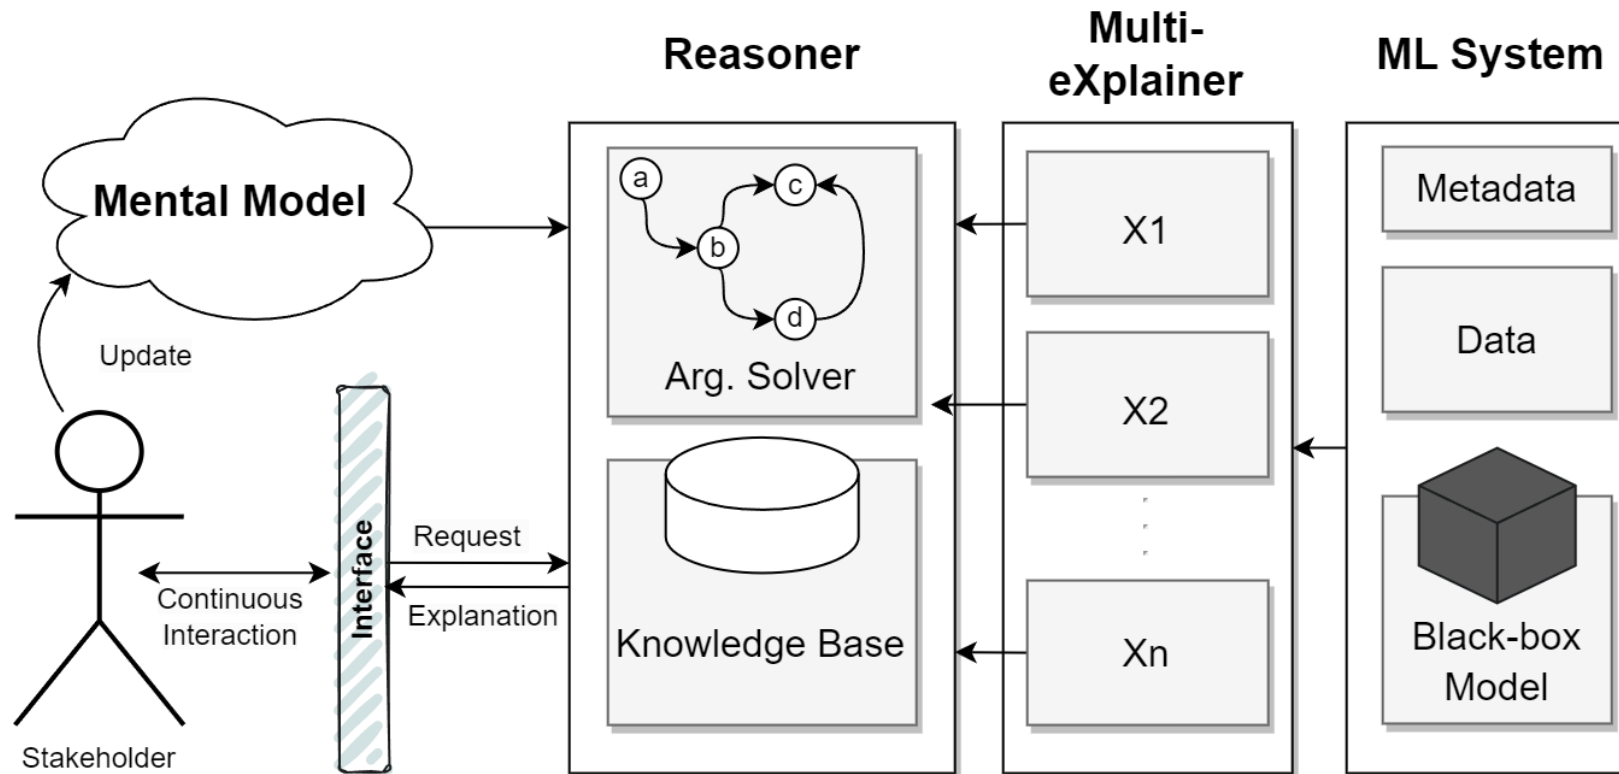 Reasoner
Multi-
eXplainer
ML System
Mental Model
Update
Stakeholder
Continuous
Interaction
Interface
Request
Explanation
a
b
c
d
Arg. Solver
Knowledge Base
X1
X2
Xn
Metadata
Data
Black-box
Model